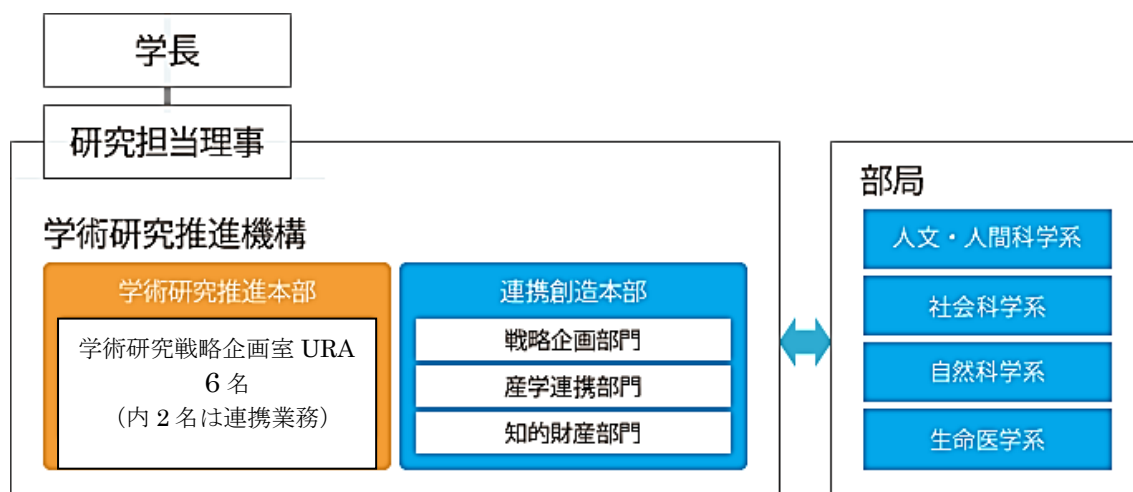 学長
研究担当理事
学術研究推進機構
学術研究推進本部
学術研究戦略企画室 URA
6 名
（内 2 名は連携業務）
連携創造本部
戦略企画部門
産学連携部門
知的財産部門
部局
人文・人間科学系
社会科学系
自然科学系
生命医学系